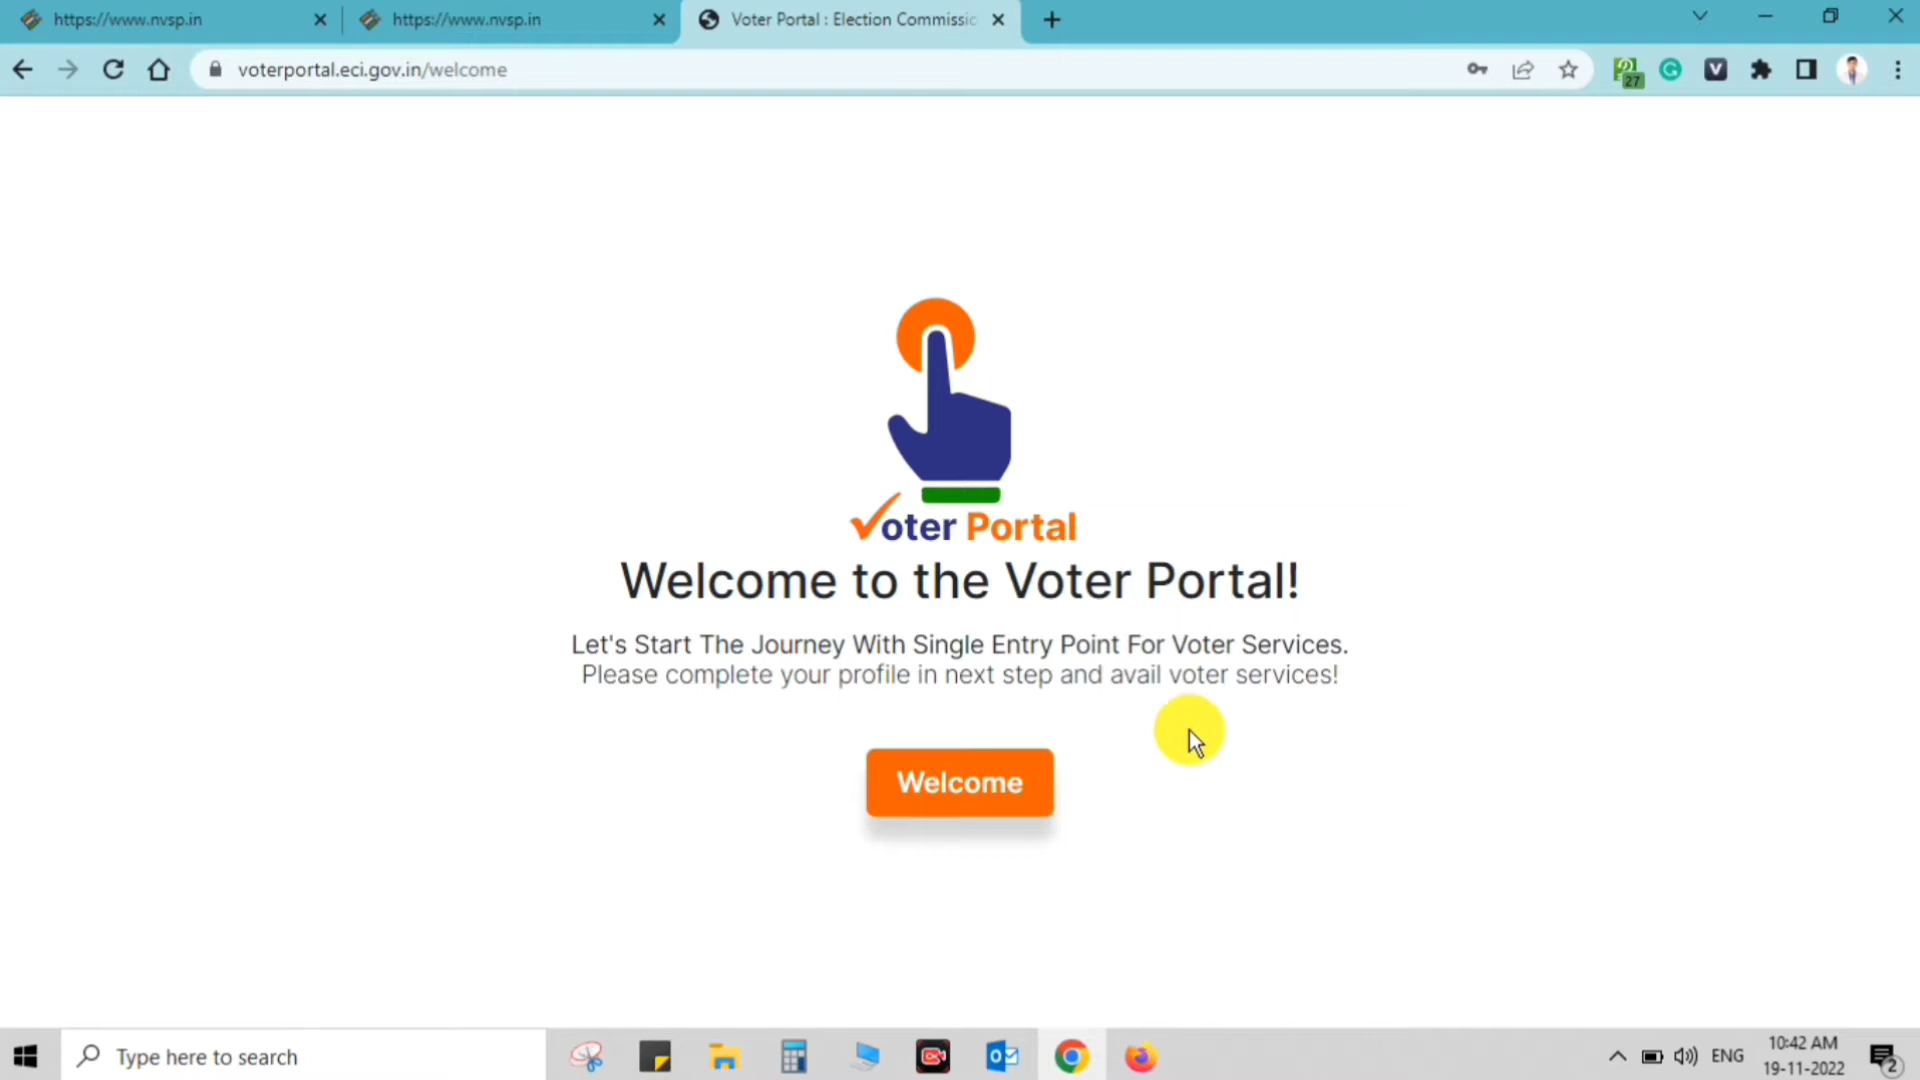 https://www.nvsp.in
https://www.nvsp.in
Voter Portal : Election Commissic
voterportal.eci.gov.in/welcome
27
Voter Portal
Welcome to the Voter Portal!
Let's Start The Journey With Single Entry Point For Voter Services.
Please complete your profile in next step and avail voter services!
Welcome
Type here to search
ENG
10:42 AM
19-11-2022
2